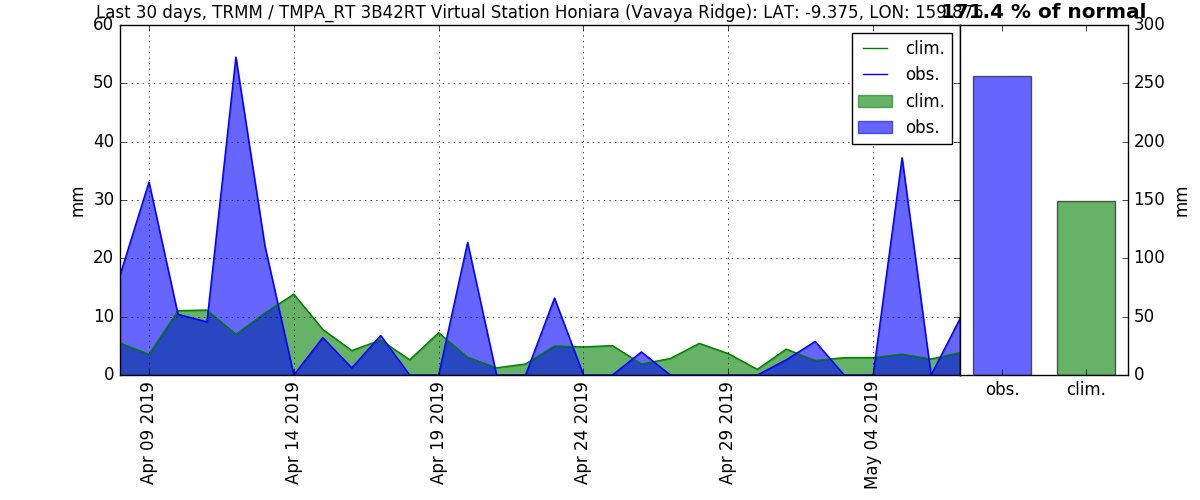 Last 30 days, TRMM / TMPA_RT 3B42RT Virtual Station Honiara (Vavaya Ridge): LAT: -9.375, LON:
171.4 % of normal
60
50
40
30
20
10
0
mm
clim.
obs.
clim.
obs.
300
250
200
150
100
50
0
mm
Apr 09 2019
Apr 14 2019
Apr 19 2019
Apr 24 2019
Apr 29 2019
May 04 2019
obs.
clim.